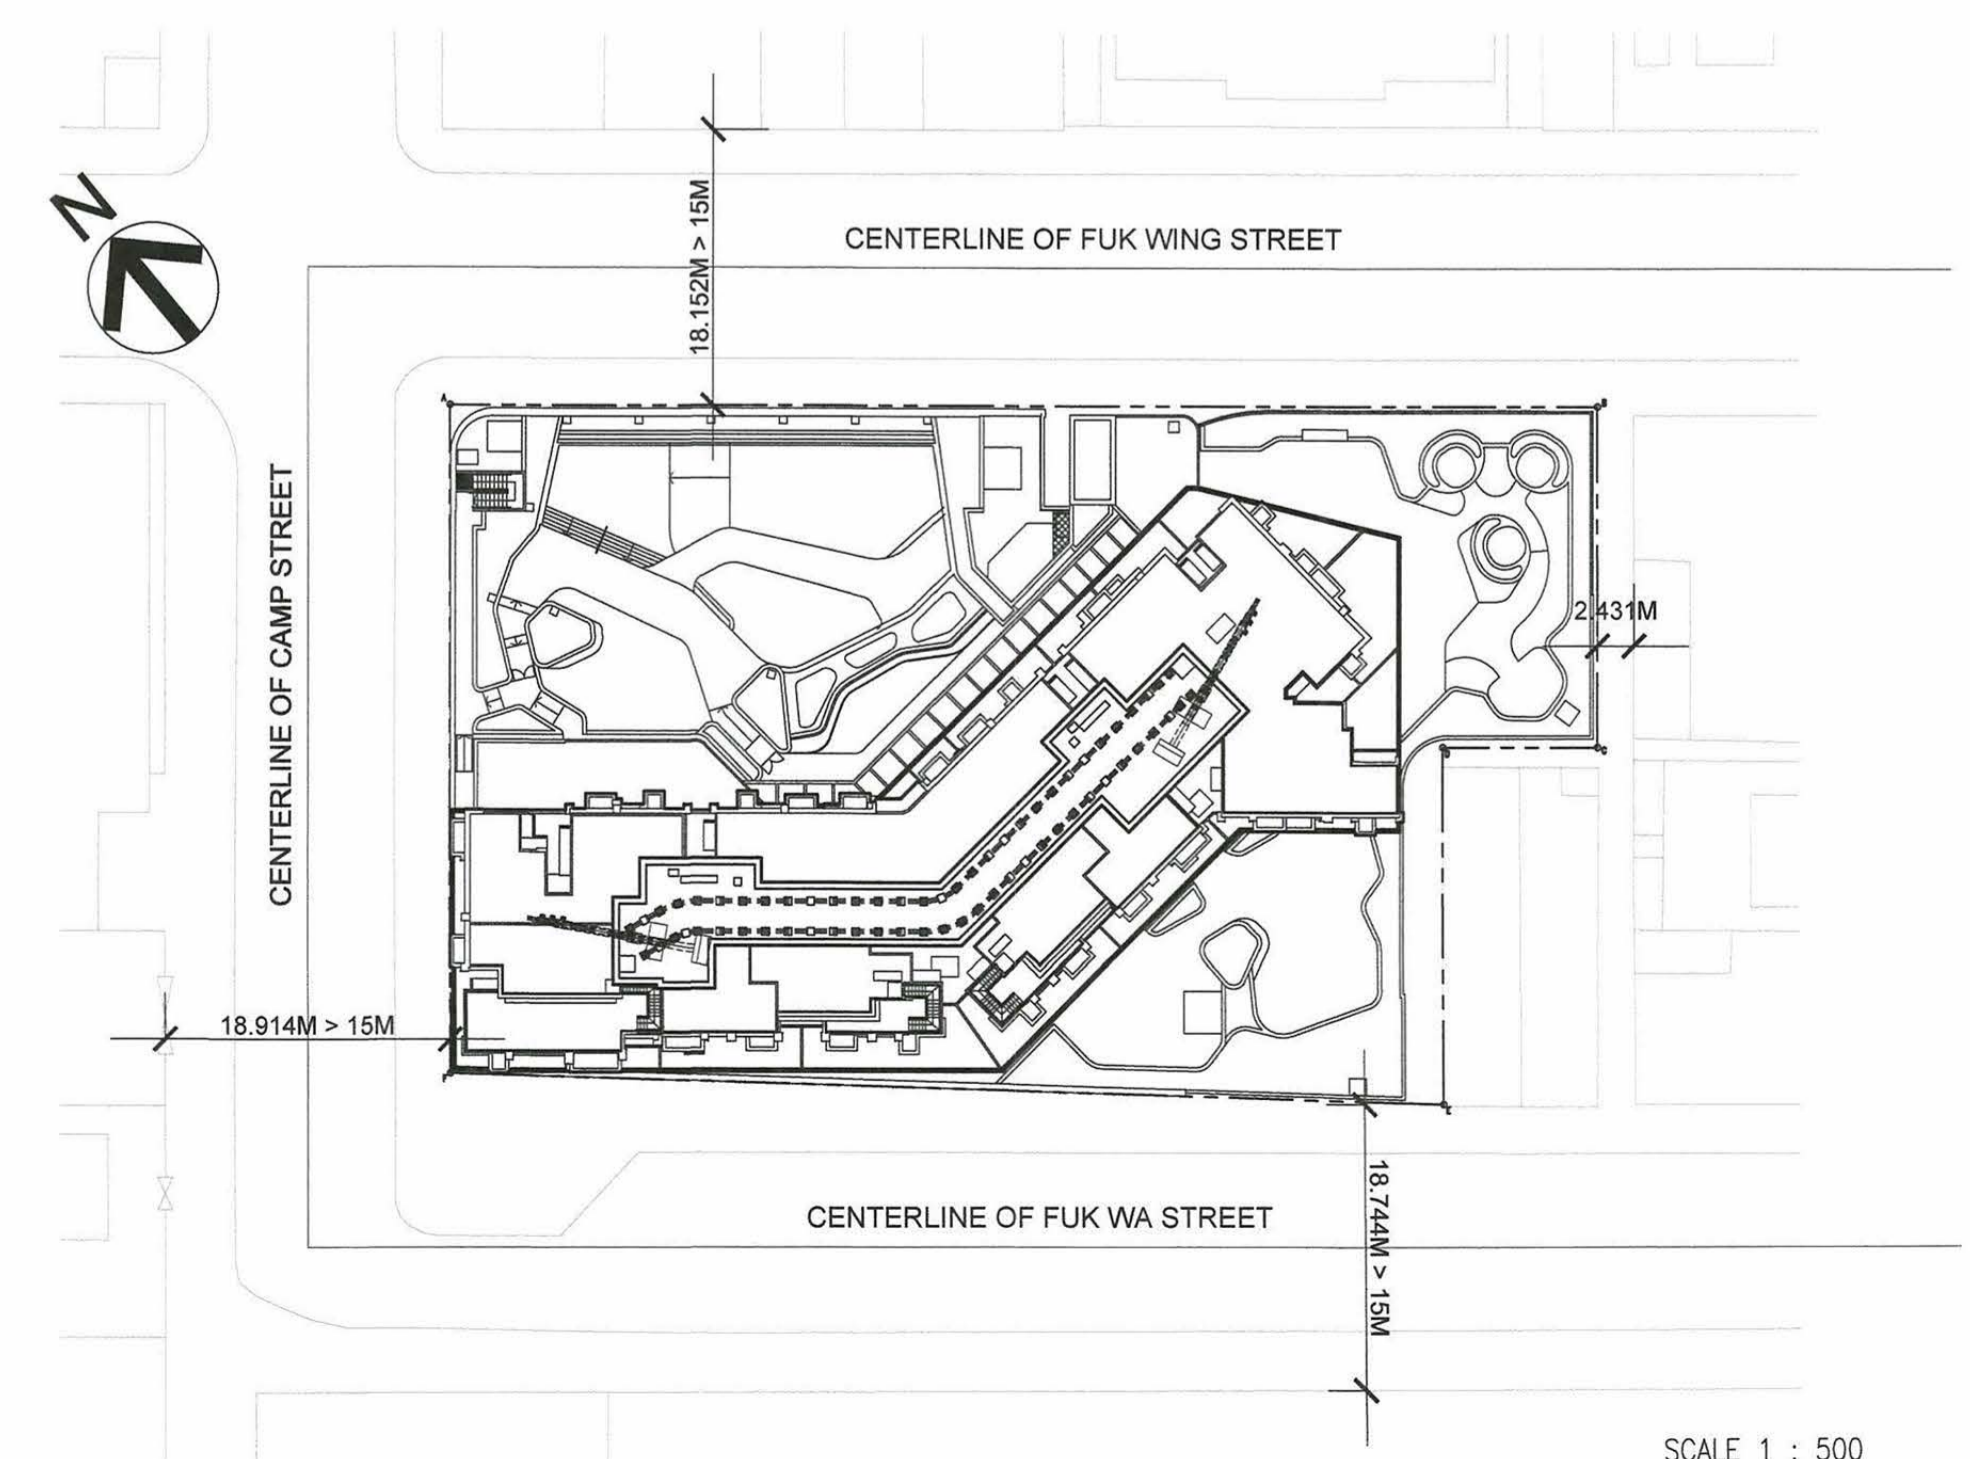 N
18.152M > 15M
CENTERLINE OF FUK WING STREET
A
B
CENTERLINE OF CAMP STREET
2.431M
D
C
18.914M > 15M
F
E
CENTERLINE OF FUK WA STREET
18.744M > 15M
SCALE 1 : 500